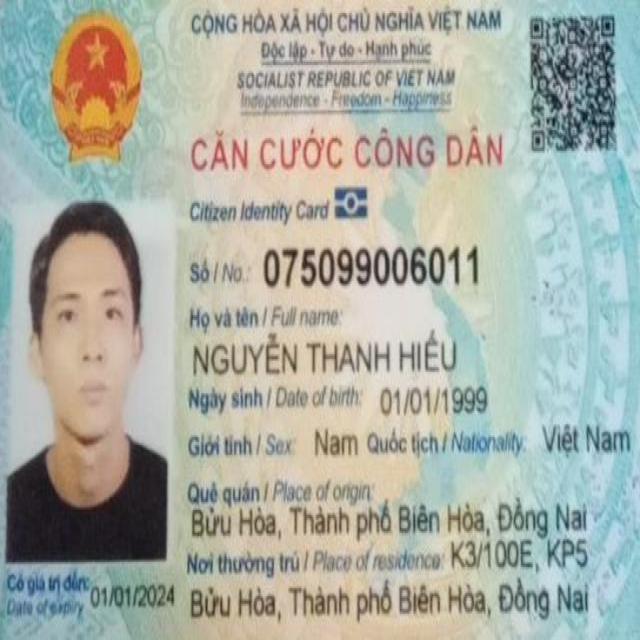 CỘNG HÒA XÃ HỘI CHỦ NGHĨA VIỆT NAM
Độc lập - Tự do - Hạnh phúc
SOCIALIST REPUBLIC OF VIET NAM
Independence - Freedom - Happiness
CĂN CƯỚC CÔNG DÂN
Citizen Identity Card
Số / No.: 075099006011
Họ và tên / Full name:
NGUYỄN THANH HIẾU
Ngày sinh / Date of birth: 01/01/1999
Giới tính / Sex: Nam Quốc tịch / Nationality: Việt Nam
Quê quán / Place of origin:
Bửu Hòa, Thành phố Biên Hòa, Đồng Nai
Nơi thường trú / Place of residence: K3/100E, KP5
Bửu Hòa, Thành phố Biên Hòa, Đồng Nai
Có giá trị đến: 01/01/2024
Date of expiry